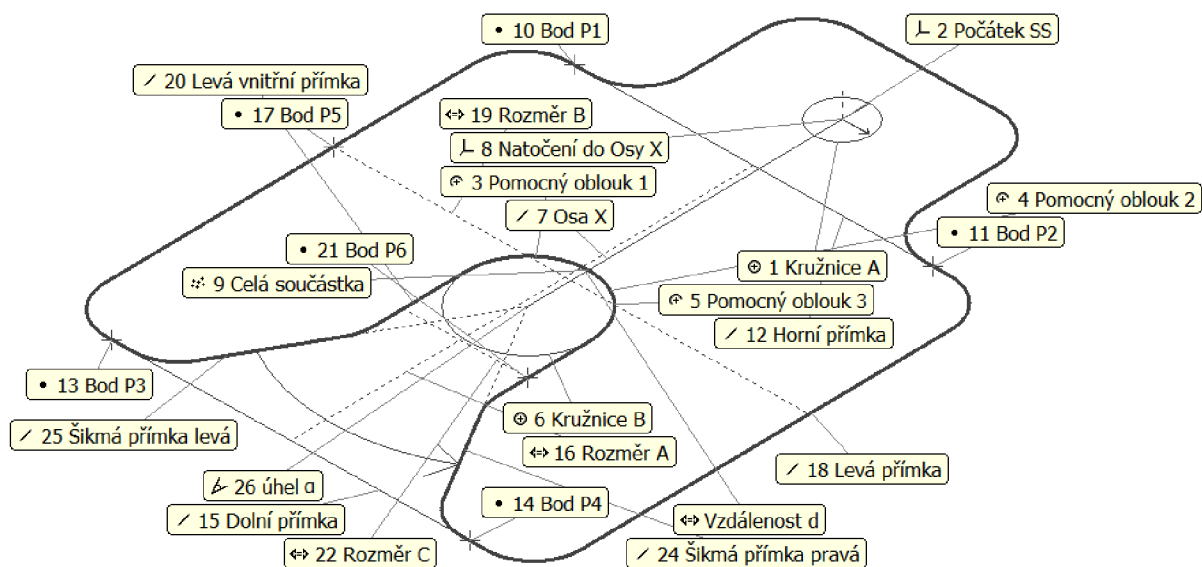 10 Bod P1
2 Počátek SS
20 Levá vnitřní přímka
17 Bod P5
19 Rozměr B
8 Natočení do Osy X
3 Pomocný oblouk 1
4 Pomocný oblouk 2
7 Osa X
11 Bod P2
21 Bod P6
1 Kružnice A
9 Celá součástka
5 Pomocný oblouk 3
12 Horní přímka
13 Bod P3
6 Kružnice B
25 Šikmá přímka levá
16 Rozměr A
18 Levá přímka
26 úhel α
14 Bod P4
15 Dolní přímka
Vzdálenost d
22 Rozměr C
24 Šikmá přímka pravá